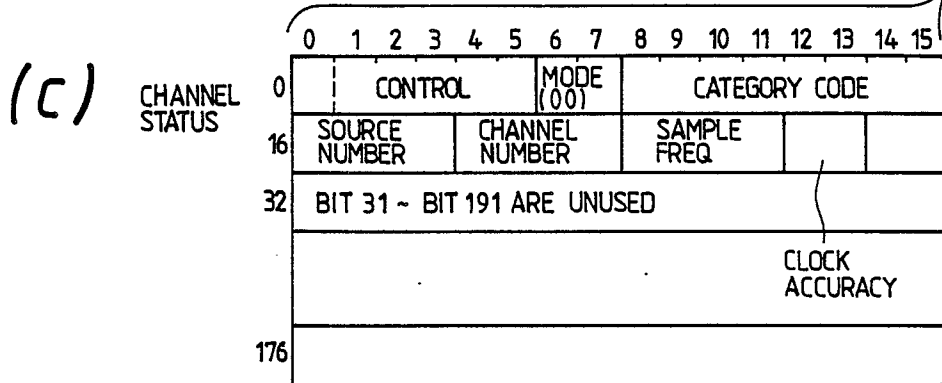 0 1 2 3 4 5 6 7 8 9 10 11 12 13 14 15
(c)
CHANNEL
STATUS
0
CONTROL
MODE
(00)
CATEGORY CODE
16
SOURCE
NUMBER
CHANNEL
NUMBER
SAMPLE
FREQ
32
BIT 31 ~ BIT 191 ARE UNUSED
CLOCK
ACCURACY
176